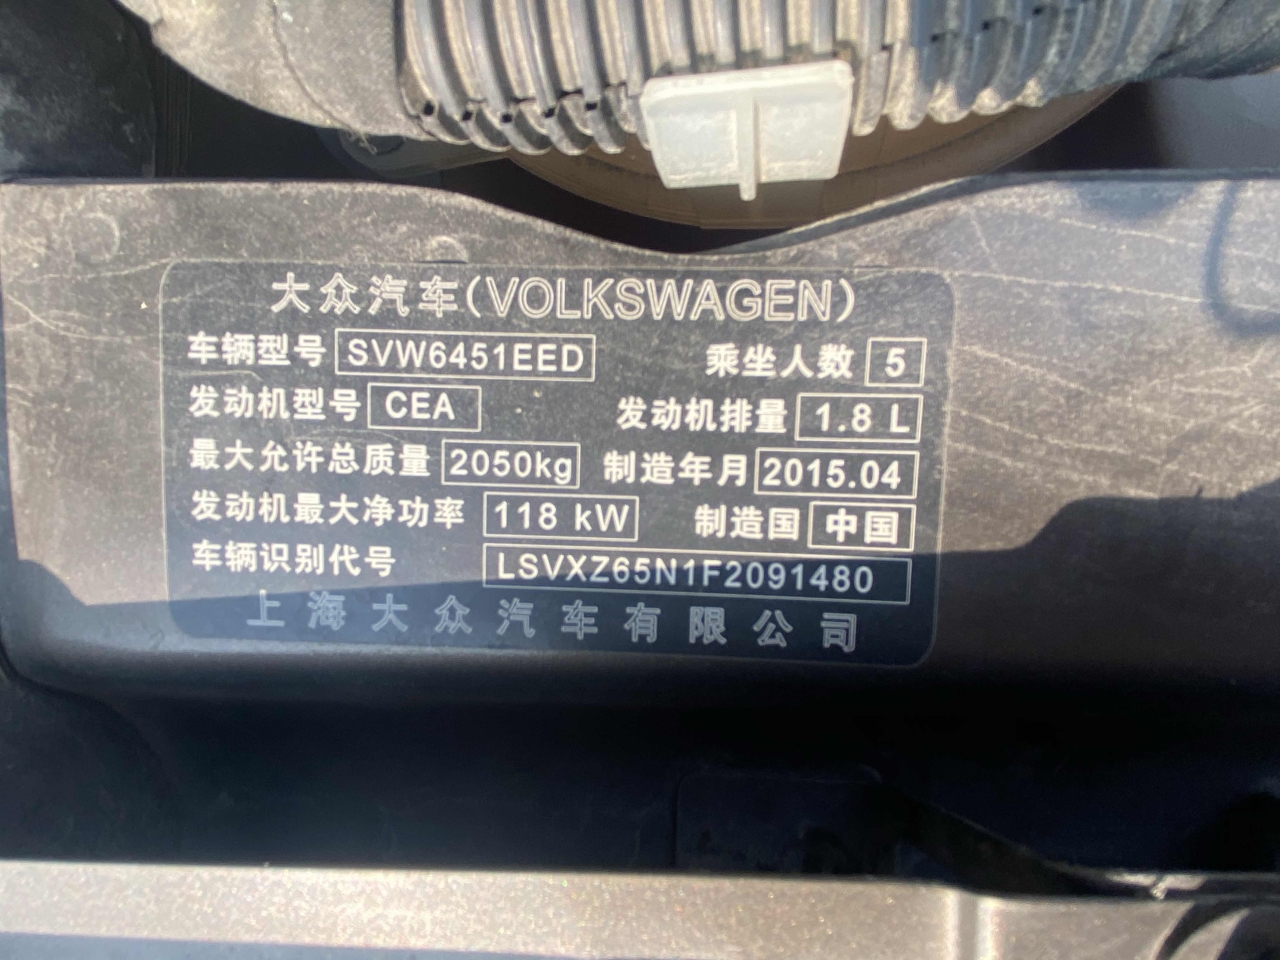 大众汽车(VOLKSWAGEN)
车辆型号 SVW6451EED 乘坐人数 5
发动机型号 CEA 发动机排量 1.8 L
最大允许总质量 2050kg 制造年月 2015.04
发动机最大净功率 118 kW 制造国 中国
车辆识别代号 LSVXZ65N1F2091480
上海大众汽车有限公司